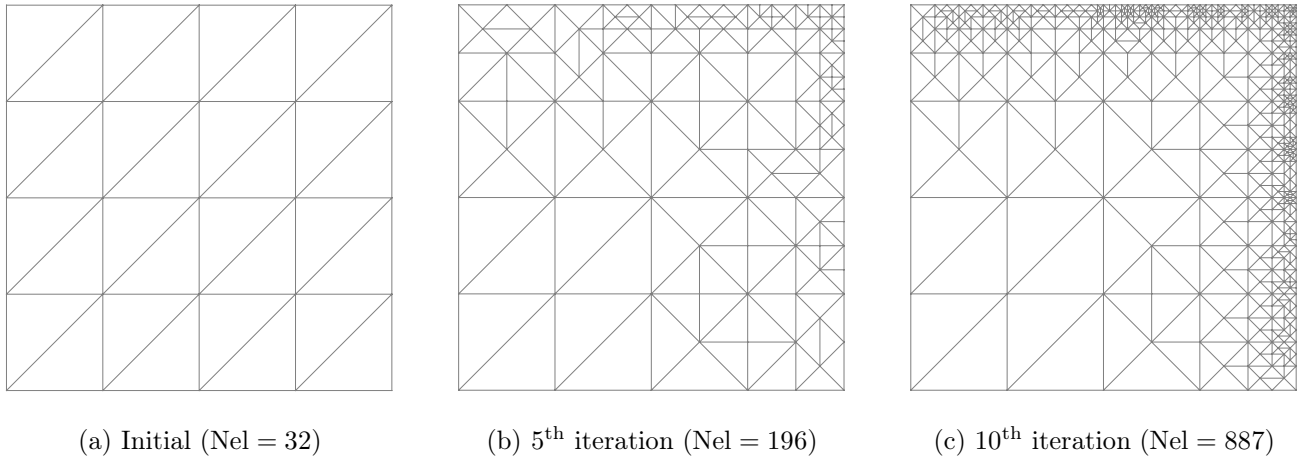 (a) Initial (Nel = 32)
(b) 5th iteration (Nel = 196)
(c) 10th iteration (Nel = 887)